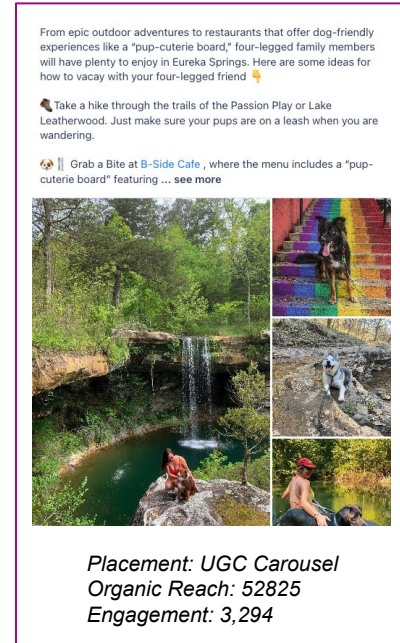 From epic outdoor adventures to restaurants that offer dog-friendly
experiences like a “pup-cuterie board,” four-legged family members
will have plenty to enjoy in Eureka Springs. Here are some ideas for
how to vacay with your four-legged friend 👇
🥾Take a hike through the trails of the Passion Play or Lake
Leatherwood. Just make sure your pups are on a leash when you are
wandering.
🐶🍴 Grab a Bite at B-Side Cafe , where the menu includes a “pup-
cuterie board” featuring ... see more
Placement: UGC Carousel
Organic Reach: 52825
Engagement: 3,294